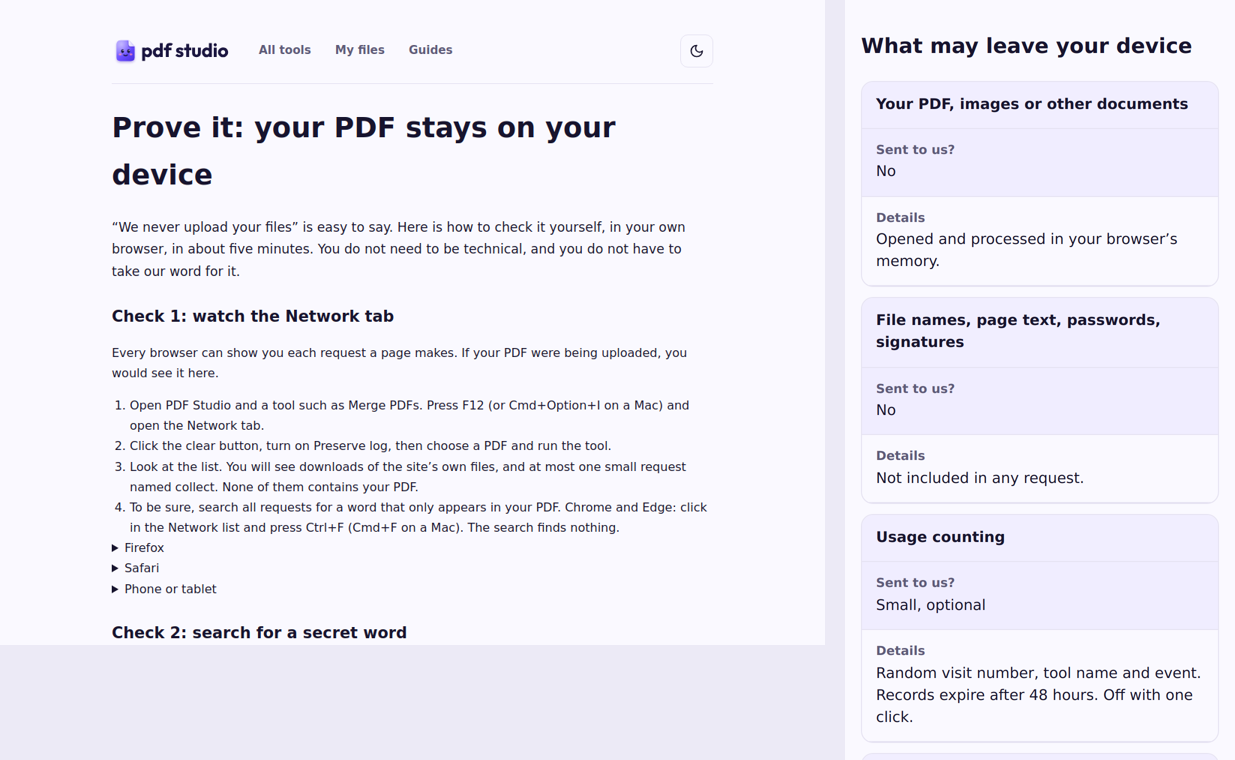 pdf studio
All tools
My files
Guides
Prove it: your PDF stays on your
device
“We never upload your files” is easy to say. Here is how to check it yourself, in your own
browser, in about five minutes. You do not need to be technical, and you do not have to
take our word for it.
Check 1: watch the Network tab
Every browser can show you each request a page makes. If your PDF were being uploaded, you
would see it here.
1. Open PDF Studio and a tool such as Merge PDFs. Press F12 (or Cmd+Option+I on a Mac) and
open the Network tab.
2. Click the clear button, turn on Preserve log, then choose a PDF and run the tool.
3. Look at the list. You will see downloads of the site’s own files, and at most one small request
named collect. None of them contains your PDF.
4. To be sure, search all requests for a word that only appears in your PDF. Chrome and Edge: click
in the Network list and press Ctrl+F (Cmd+F on a Mac). The search finds nothing.
Firefox
Safari
Phone or tablet
Check 2: search for a secret word
What may leave your device
Your PDF, images or other documents
Sent to us?
No
Details
Opened and processed in your browser’s
memory.
File names, page text, passwords,
signatures
Sent to us?
No
Details
Not included in any request.
Usage counting
Sent to us?
Small, optional
Details
Random visit number, tool name and event.
Records expire after 48 hours. Off with one
click.